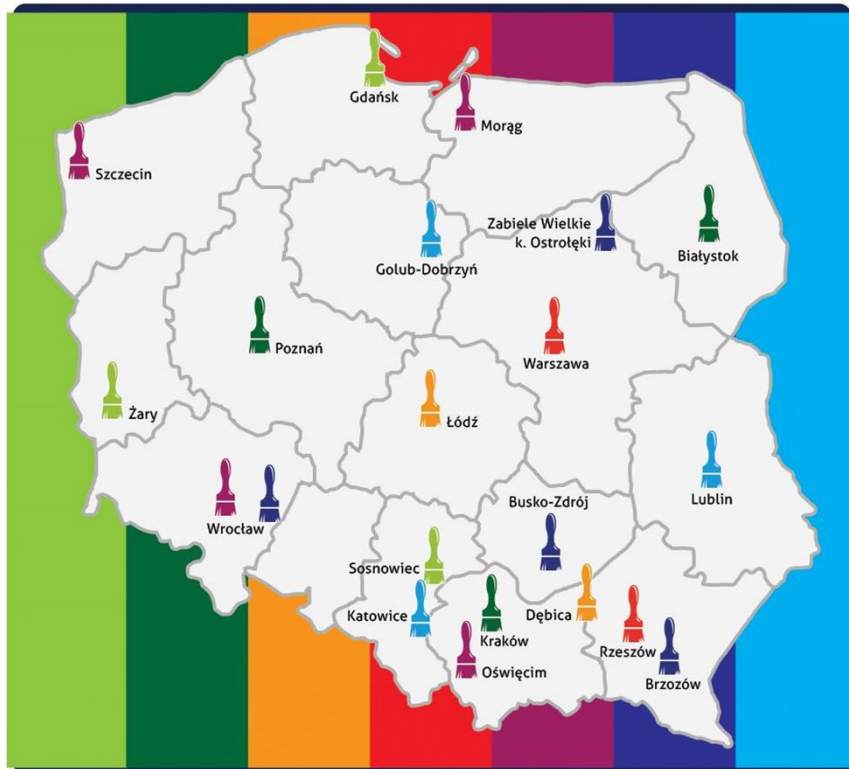 Gdańsk
Morąg
Szczecin
Zabiele Wielkie
k. Ostrołęki
Białystok
Golub-Dobrzyń
Poznań
Warszawa
Żary
Łódź
Lublin
Busko-Zdrój
Wrocław
Sosnowiec
Katowice
Dębica
Kraków
Rzeszów
Oświęcim
Brzozów